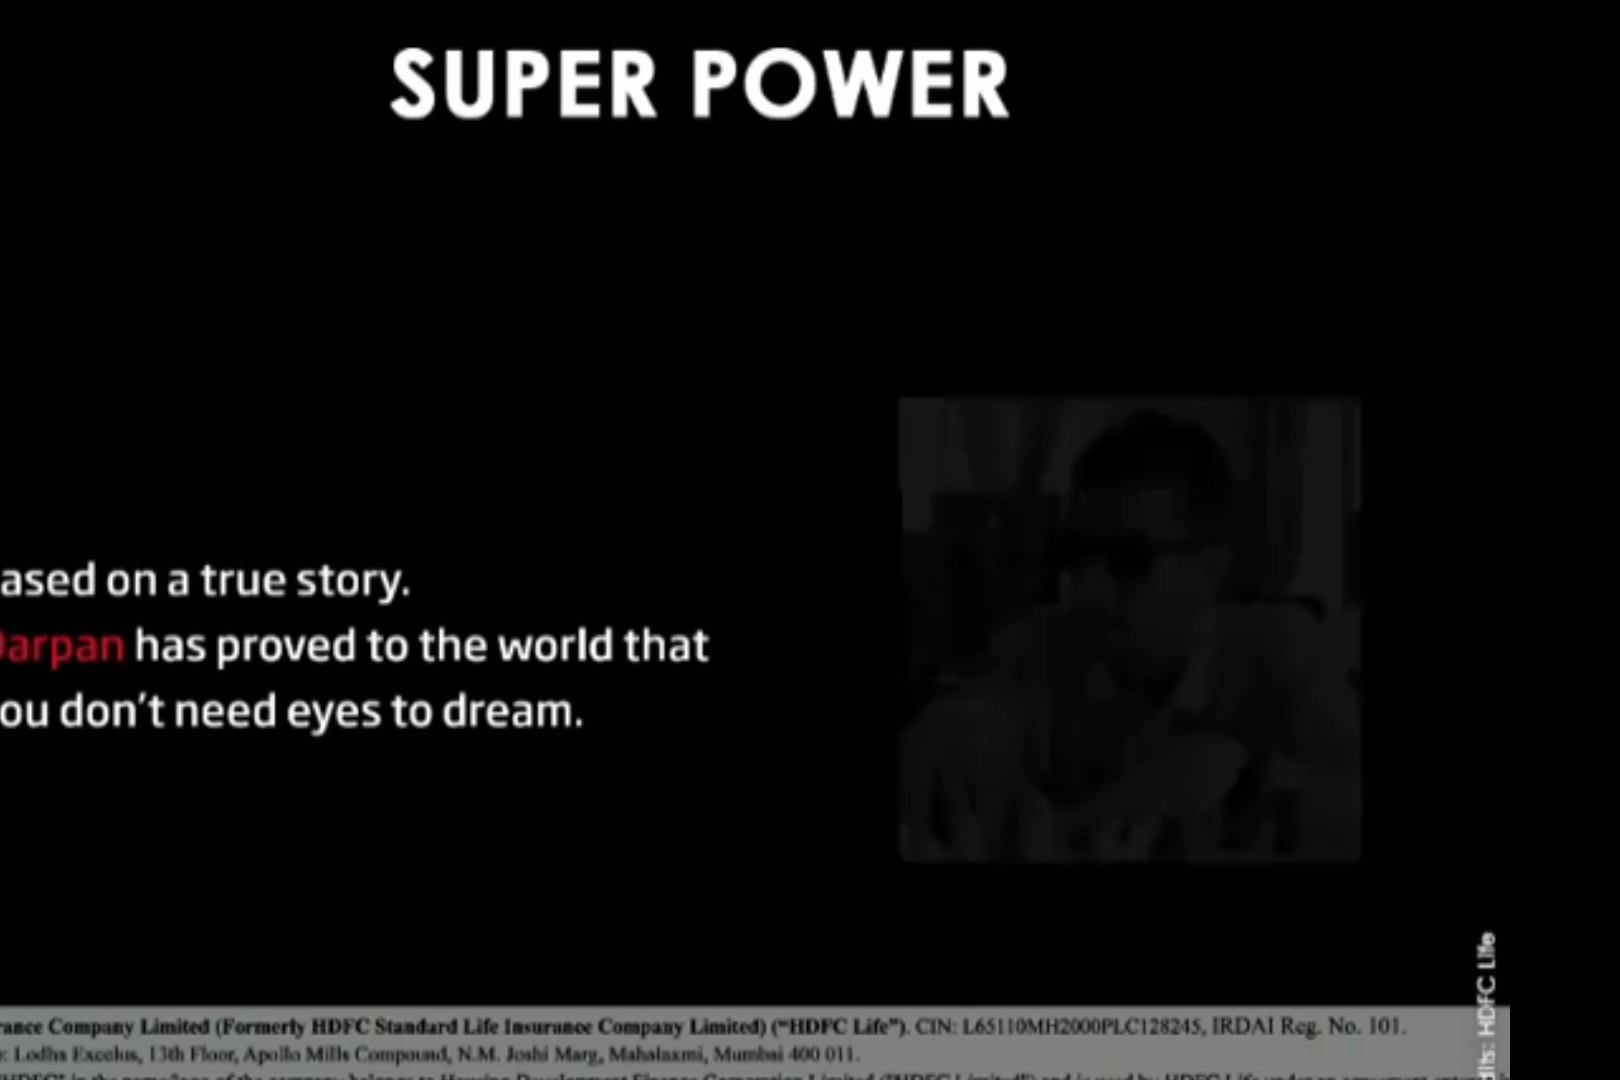 SUPER POWER
ased on a true story.
Darpan has proved to the world that
ou don't need eyes to dream.
rance Company Limited (Formerly HDFC Standard Life Insurance Company Limited) ("HDFC Life"). CIN: L65110MH2000PLC128245, IRDAI Reg. No. 101.
: Lodha Excelus, 13th Floor, Apollo Mills Compound, N.M. Joshi Marg, Mahalaxmi, Mumbai 400 011.
dits: HDFC Life